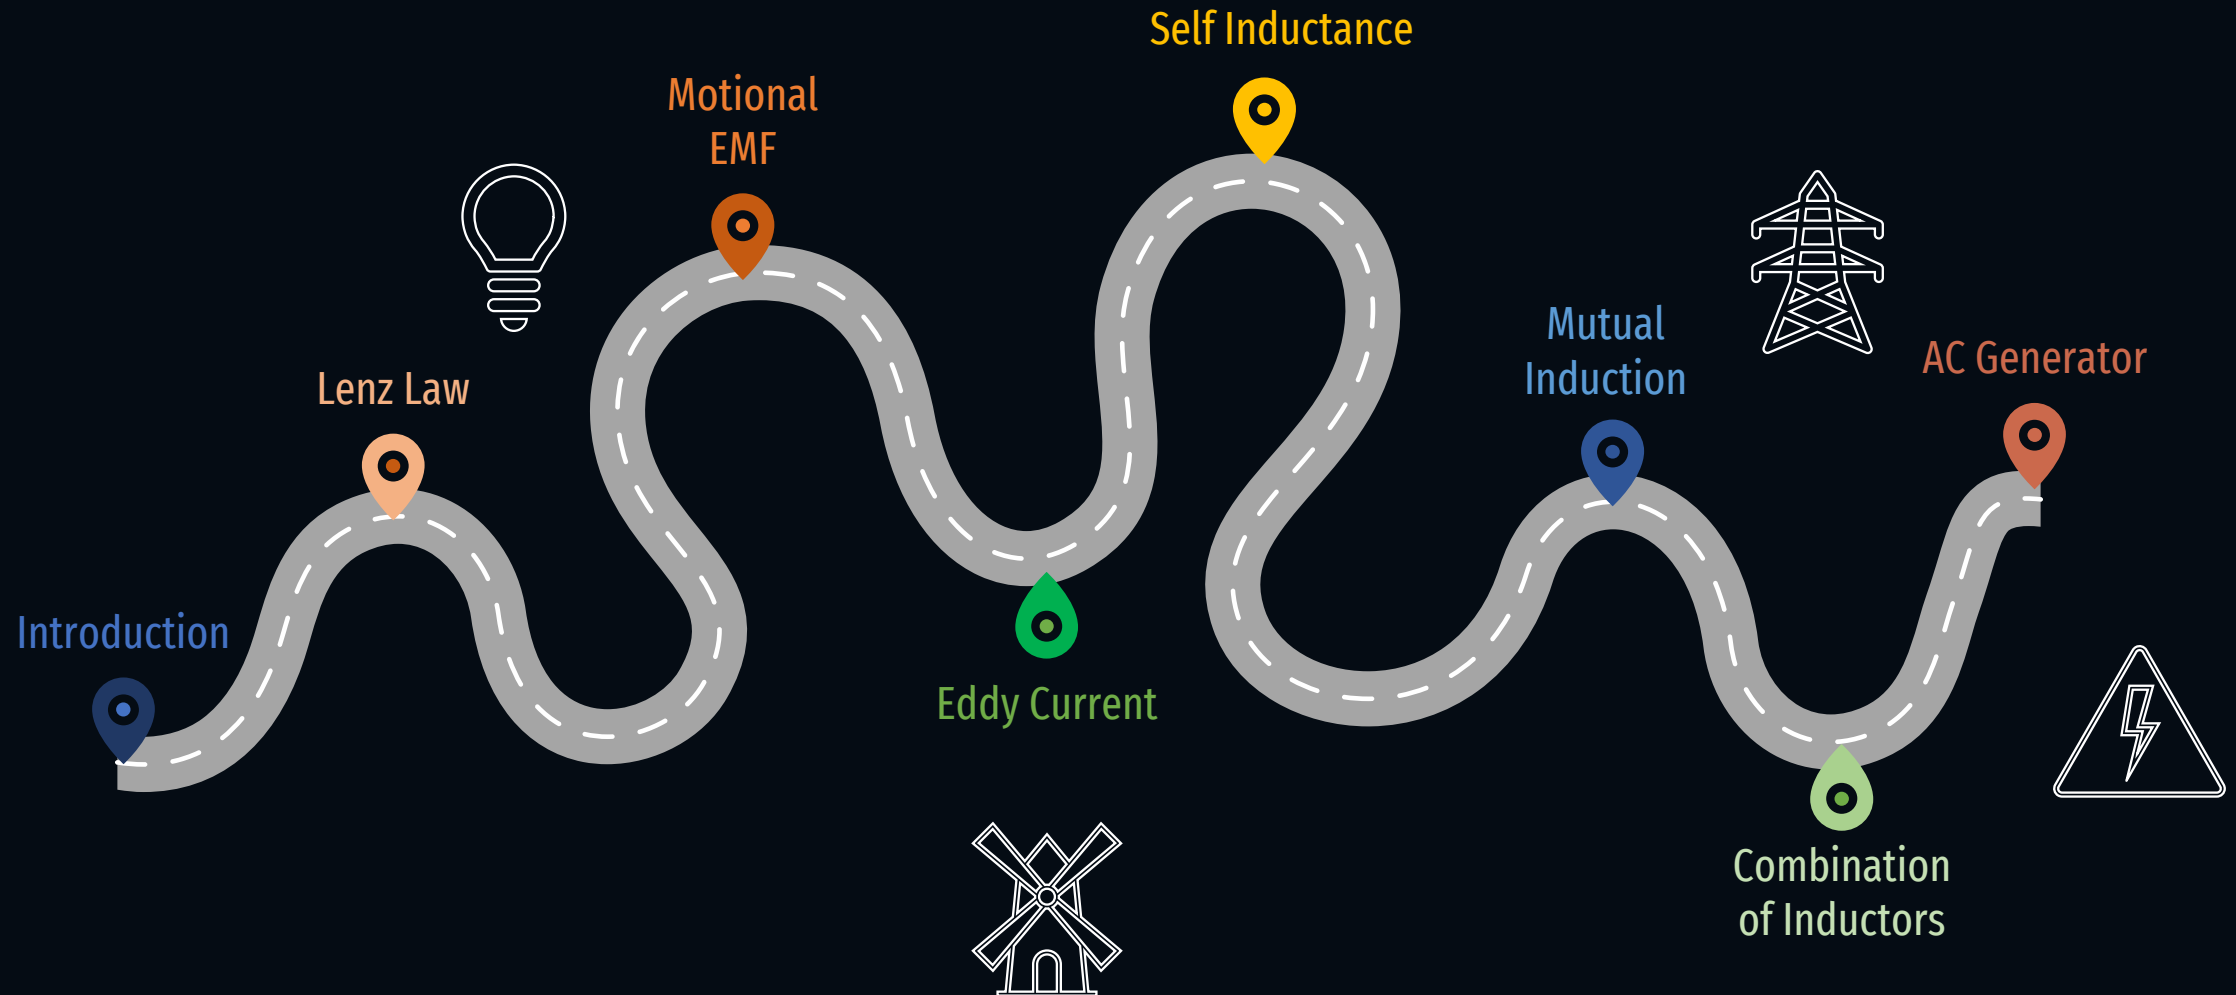 Introduction
Lenz Law
Motional
EMF
Eddy Current
Self Inductance
Mutual
Induction
Combination
of Inductors
AC Generator